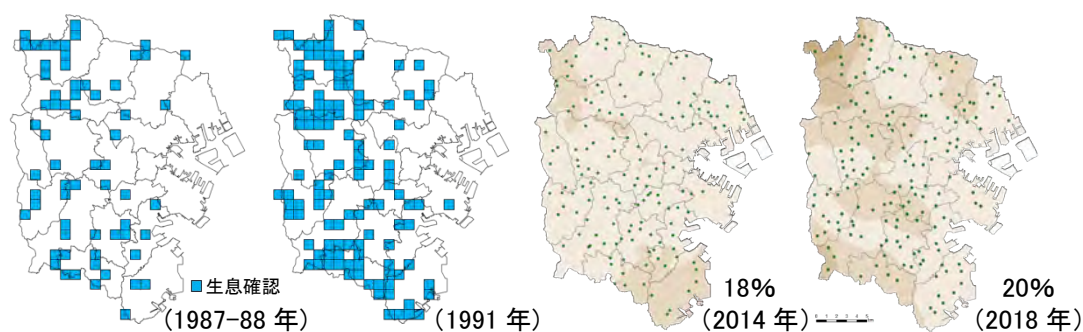 ■生息確認
（1987-88 年）
（1991 年）
18%
（2014 年）
20%
（2018 年）